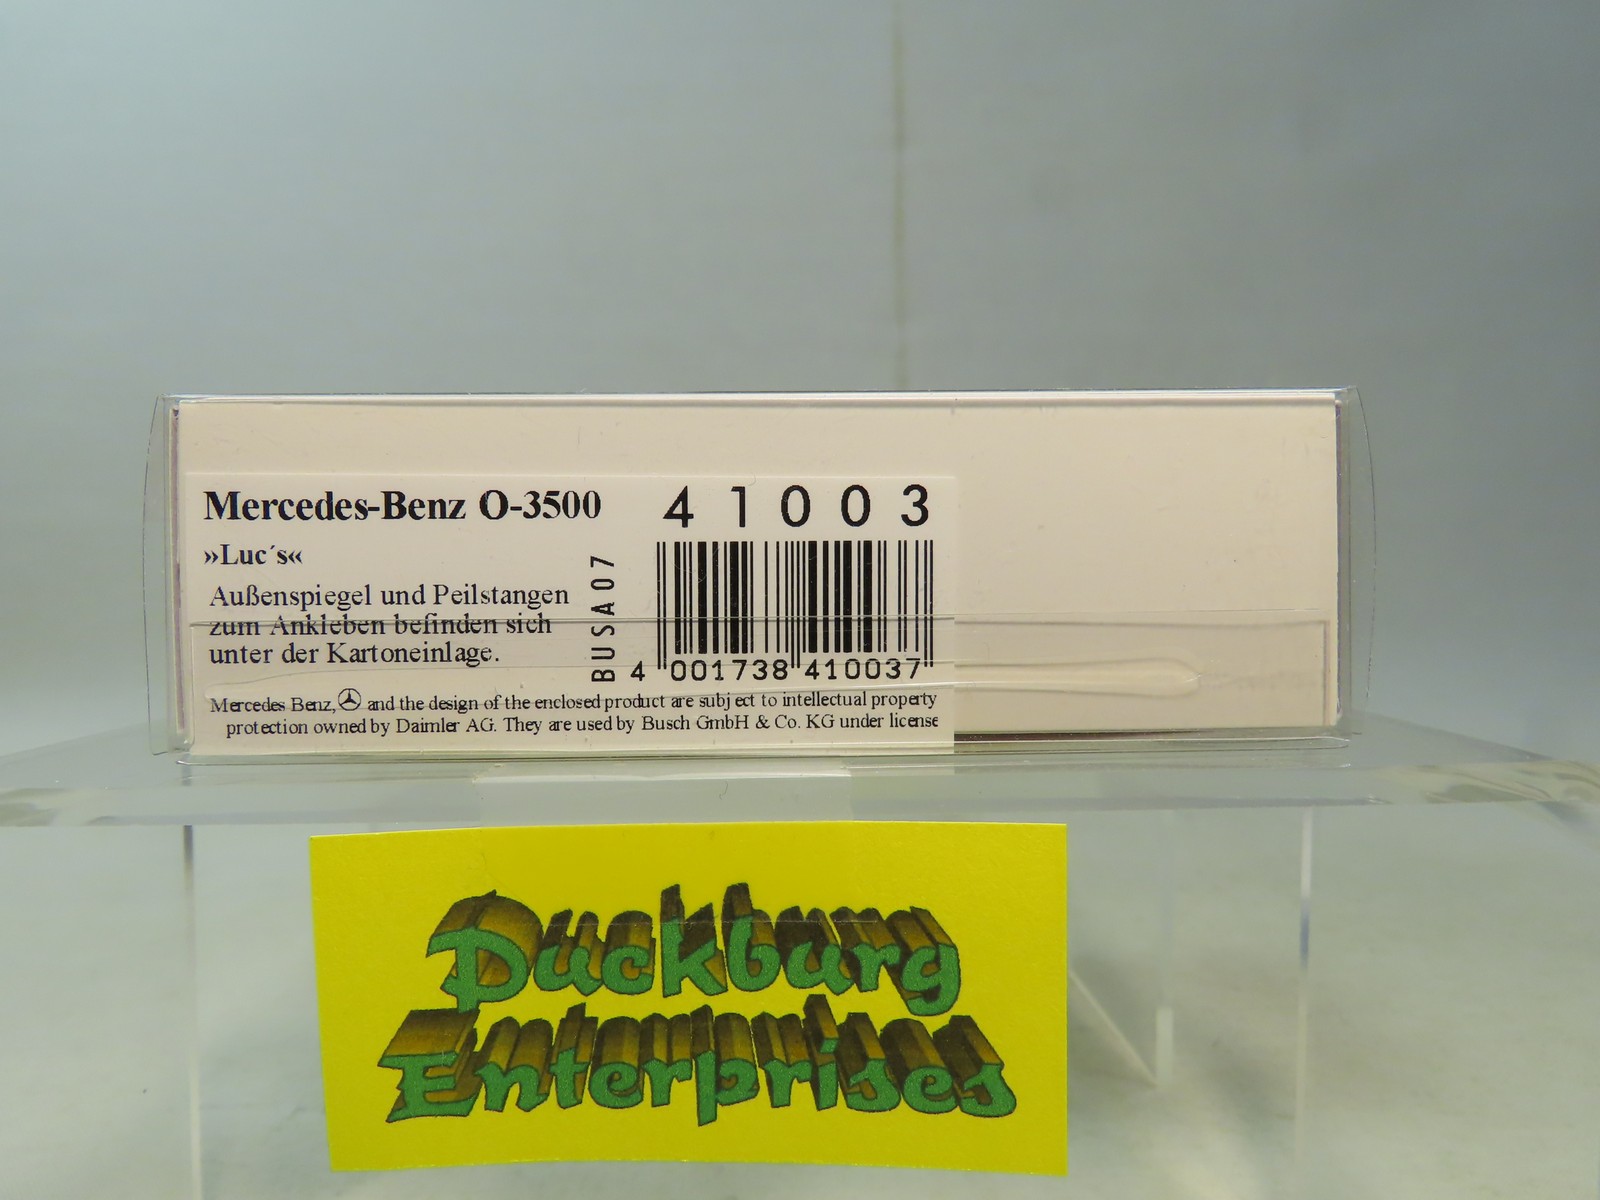 Mercedes-Benz O-3500
»Luc´s«
Außenspiegel und Peilstangen
zum Ankleben befinden sich
unter der Kartoneinlage.
BUSA07
41003
4 001738 410037
Mercedes Benz, and the design of the enclosed product are subject to intellectual property
protection owned by Daimler AG. They are used by Busch GmbH & Co. KG under license
Duckburg
Enterprises